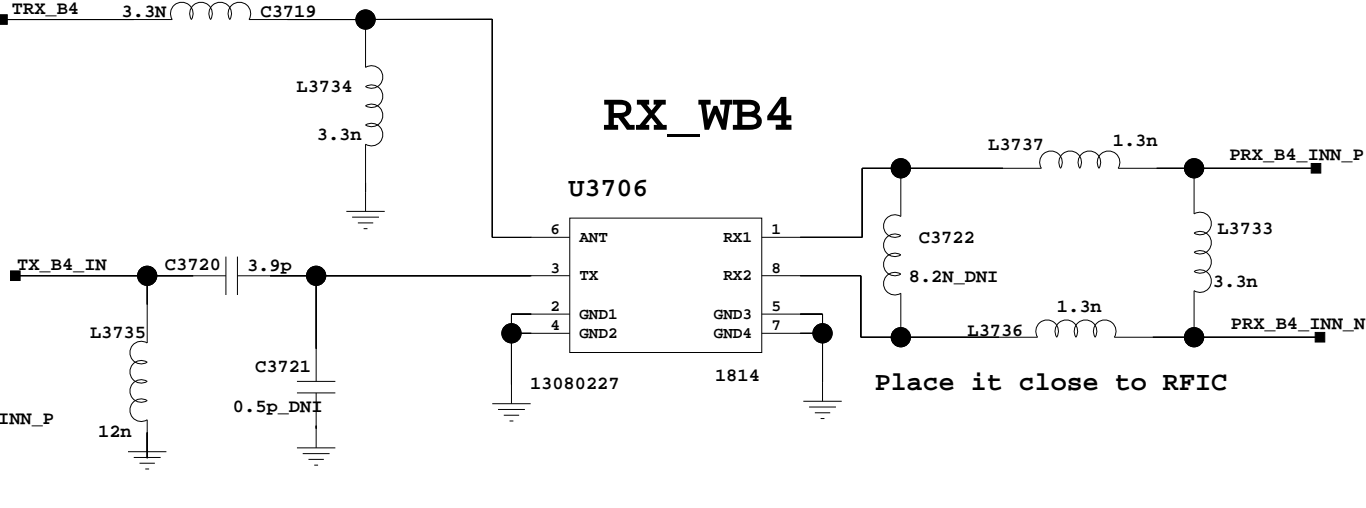 TRX_B4 3.3N C3719
L3734
3.3n
RX_WB4
L3737 1.3n
PRX_B4_INN_P
U3706
6 ANT RX1 1
C3722
L3733
TX_B4_IN C3720 3.9p
3 TX RX2 8
8.2N_DNI
3.3n
2 GND1 GND3 5
4 GND2 GND4 7
L3735
1.3n
L3736
PRX_B4_INN_N
C3721
13080227 1814
Place it close to RFIC
0.5p_DNI
INN_P
12n